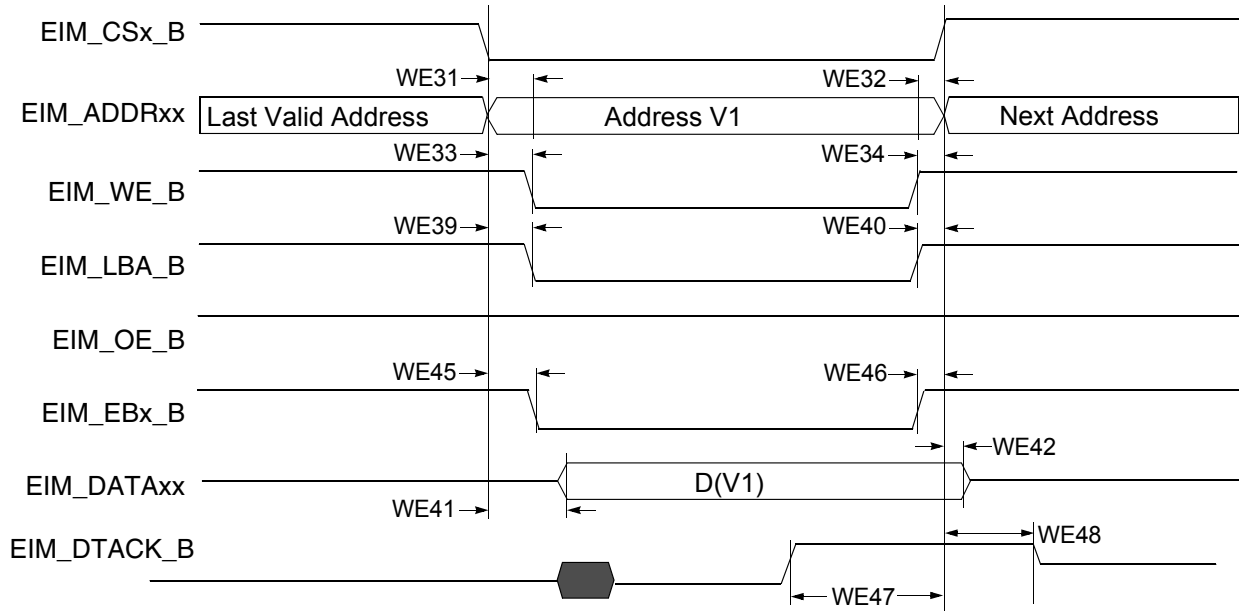 EIM_CSx_B
WE31
WE32
EIM_ADDRxx
Last Valid Address
Address V1
Next Address
WE33
WE34
EIM_WE_B
WE39
WE40
EIM_LBA_B
EIM_OE_B
WE45
WE46
EIM_EBx_B
WE42
EIM_DATAxx
D(V1)
WE41
EIM_DTACK_B
WE48
WE47